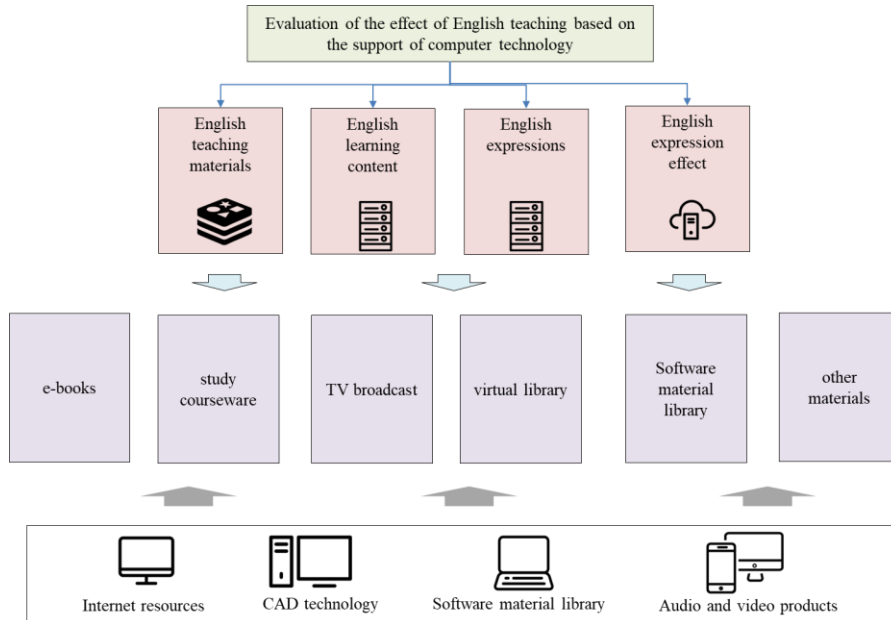 Evaluation of the effect of English teaching based on
the support of computer technology
English
teaching
materials
English
learning
content
English
expressions
English
expression
effect
e-books
study
courseware
TV broadcast
virtual library
Software
material
library
other
materials
Internet resources
CAD technology
Software material library
Audio and video products